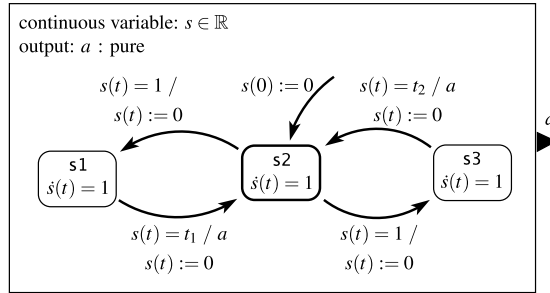 continuous variable: s ∈ ℝ
output: a : pure
s(t) = 1 /
s(t) := 0
s(0) := 0
s(t) = t₂ / a
s(t) := 0
a
s1
ṡ(t) = 1
s2
ṡ(t) = 1
s3
ṡ(t) = 1
s(t) = t₁ / a
s(t) := 0
s(t) = 1 /
s(t) := 0